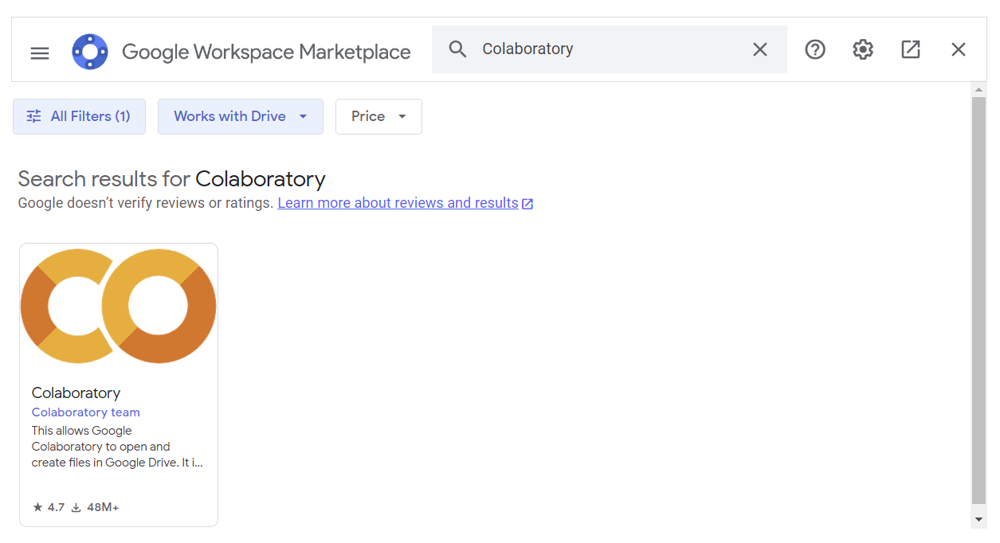 Google Workspace Marketplace
Colaboratory
All Filters (1)
Works with Drive
Price
Search results for Colaboratory
Google doesn’t verify reviews or ratings. Learn more about reviews and results
Colaboratory
Colaboratory team
This allows Google
Colaboratory to open and
create files in Google Drive. It i...
4.7
48M+